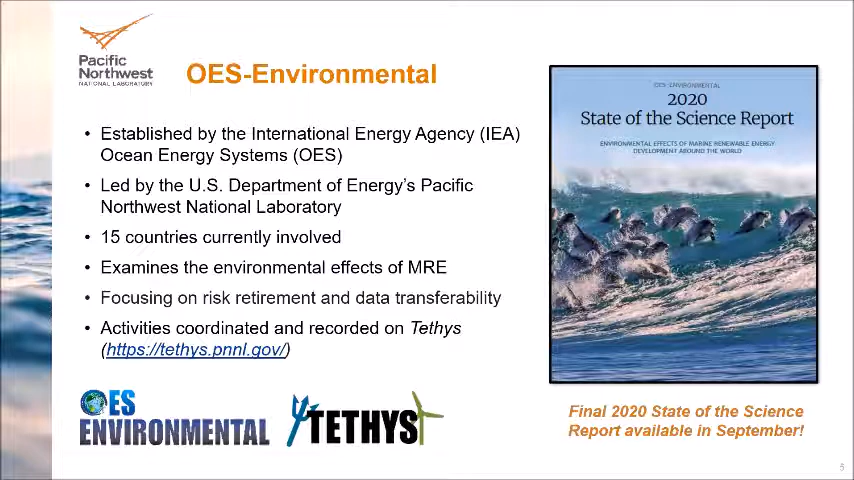 Pacific
Northwest
NATIONAL LABORATORY
OES-Environmental
• Established by the International Energy Agency (IEA)
Ocean Energy Systems (OES)
• Led by the U.S. Department of Energy's Pacific
Northwest National Laboratory
• 15 countries currently involved
• Examines the environmental effects of MRE
• Focusing on risk retirement and data transferability
• Activities coordinated and recorded on Tethys
(https://tethys.pnnl.gov/)
OES
ENVIRONMENTAL
TETHYS
OES-ENVIRONMENTAL
2020
State of the Science Report
ENVIRONMENTAL EFFECTS OF MARINE RENEWABLE ENERGY
DEVELOPMENT AROUND THE WORLD
Final 2020 State of the Science
Report available in September!
5